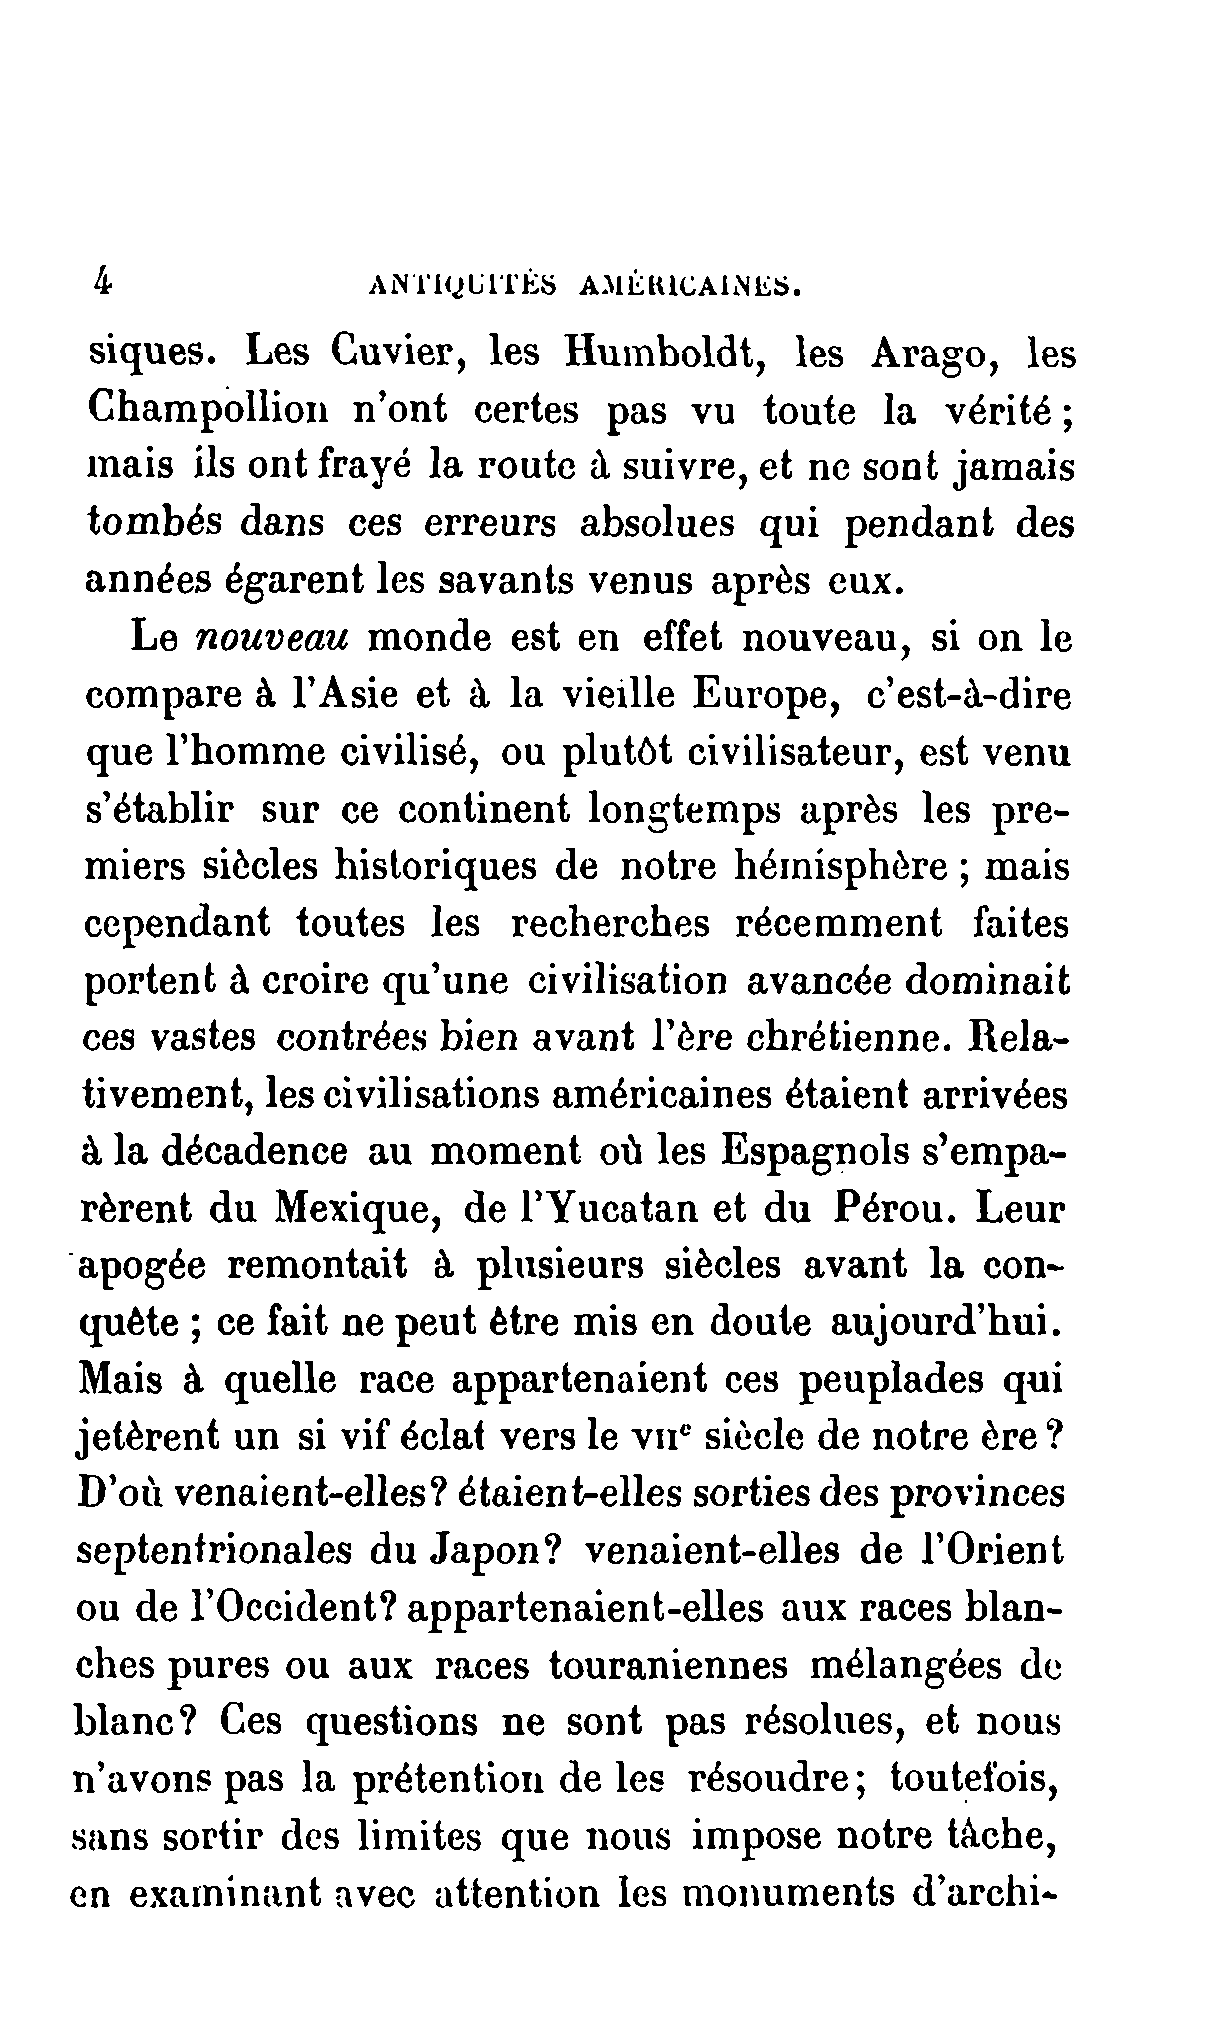 4 ANTIQUITÉS AMÉRICAINES.
siques. Les Cuvier, les Humboldt, les Arago, les
Champollion n'ont certes pas vu toute la vérité ;
mais ils ont frayé la route à suivre, et ne sont jamais
tombés dans ces erreurs absolues qui pendant des
années égarent les savants venus après eux.
Le nouveau monde est en effet nouveau, si on le
compare à l'Asie et à la vieille Europe, c'est-à-dire
que l'homme civilisé, ou plutôt civilisateur, est venu
s'établir sur ce continent longtemps après les pre-
miers siècles historiques de notre hémisphère ; mais
cependant toutes les recherches récemment faites
portent à croire qu'une civilisation avancée dominait
ces vastes contrées bien avant l'ère chrétienne. Rela-
tivement, les civilisations américaines étaient arrivées
à la décadence au moment où les Espagnols s'empa-
rèrent du Mexique, de l'Yucatan et du Pérou. Leur
apogée remontait à plusieurs siècles avant la con-
quête ; ce fait ne peut être mis en doute aujourd'hui.
Mais à quelle race appartenaient ces peuplades qui
jetèrent un si vif éclat vers le VIIe siècle de notre ère ?
D'où venaient-elles? étaient-elles sorties des provinces
septentrionales du Japon? venaient-elles de l'Orient
ou de l'Occident? appartenaient-elles aux races blan-
ches pures ou aux races touraniennes mélangées de
blanc? Ces questions ne sont pas résolues, et nous
n'avons pas la prétention de les résoudre; toutefois,
sans sortir des limites que nous impose notre tâche,
en examinant avec attention les monuments d'archi-